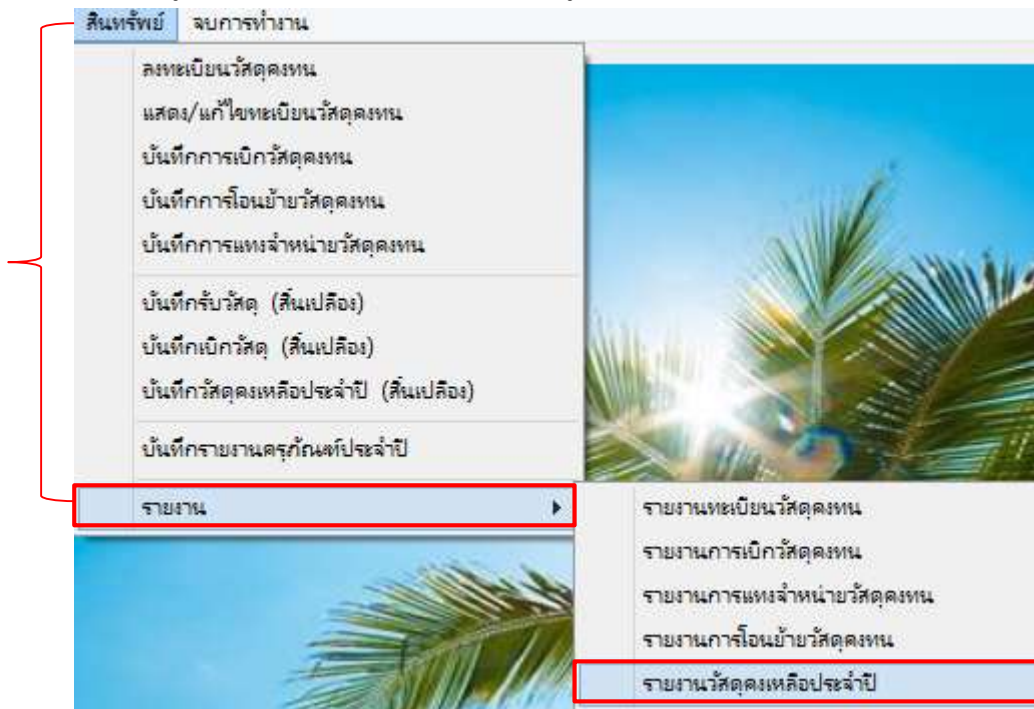 สินทรัพย์ จบการทำงาน
ลงทะเบียนวัสดุคงทน
แสดง/แก้ไขทะเบียนวัสดุคงทน
บันทึกการเบิกวัสดุคงทน
บันทึกการโอนย้ายวัสดุคงทน
บันทึกการแทงจำหน่ายวัสดุคงทน
บันทึกรับวัสดุ (สิ้นเปลือง)
บันทึกเบิกวัสดุ (สิ้นเปลือง)
บันทึกวัสดุคงเหลือประจำปี (สิ้นเปลือง)
บันทึกรายงานครุภัณฑ์ประจำปี
รายงาน
รายงานทะเบียนวัสดุคงทน
รายงานการเบิกวัสดุคงทน
รายงานการแทงจำหน่ายวัสดุคงทน
รายงานการโอนย้ายวัสดุคงทน
รายงานวัสดุคงเหลือประจำปี